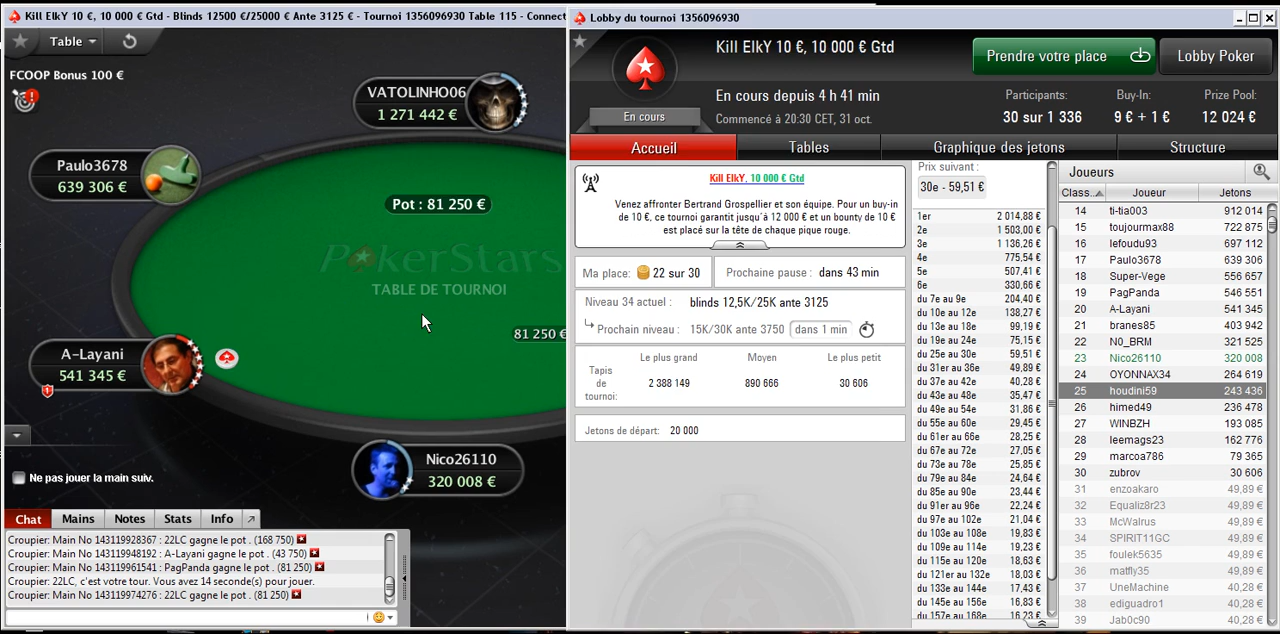 Kill ElkY 10 €, 10 000 € Gtd - Blinds 12500 €/25000 € Ante 3125 € - Tournoi 1356096930 Table 115 - Connect
Table
FCOOP Bonus 100 €
VATOLINHO06
1 271 442 €
Paulo3678
639 306 €
Pot : 81 250 €
PokerStars
TABLE DE TOURNOI
81 250 €
A-Layani
541 345 €
Nico26110
320 008 €
Ne pas jouer la main suiv.
Chat Mains Notes Stats Info
Croupier: Main No 143119928367 : 22LC gagne le pot . (168 750)
Croupier: Main No 143119948192 : A-Layani gagne le pot . (43 750)
Croupier: Main No 143119961541 : PagPanda gagne le pot . (81 250)
Croupier: 22LC, c'est votre tour. Vous avez 14 seconde(s) pour jouer.
Croupier: Main No 143119974276 : 22LC gagne le pot . (81 250)
Lobby du tournoi 1356096930
Kill ElkY 10 €, 10 000 € Gtd
Prendre votre place
Lobby Poker
En cours
En cours depuis 4 h 41 min
Commencé à 20:30 CET, 31 oct.
Participants: Buy-In: Prize Pool:
30 sur 1 336 9 € + 1 € 12 024 €
Accueil Tables Graphique des jetons Structure
Kill ElkY, 10 000 € Gtd
Venez affronter Bertrand Grospellier et son équipe. Pour un buy-in
de 10 €, ce tournoi garantit jusqu'à 12 000 € et un bounty de 10 €
est placé sur la tête de chaque pique rouge.
Ma place: 22 sur 30 Prochaine pause : dans 43 min
Niveau 34 actuel : blinds 12,5K/25K ante 3125
Prochain niveau : 15K/30K ante 3750 dans 1 min
Le plus grand Moyen Le plus petit
Tapis de tournoi: 2 388 149 890 666 30 606
Jetons de départ: 20 000
Prix suivant :
30e - 59,51 €
1er 2 014,88 €
2e 1 503,00 €
3e 1 136,26 €
4e 775,54 €
5e 507,41 €
6e 330,66 €
du 7e au 9e 204,40 €
du 10e au 12e 138,27 €
du 13e au 18e 99,19 €
du 19e au 24e 75,15 €
du 25e au 30e 59,51 €
du 31er au 36e 49,89 €
du 37e au 42e 40,28 €
du 43e au 48e 35,47 €
du 49e au 54e 31,86 €
du 55e au 60e 29,45 €
du 61er au 66e 28,25 €
du 67e au 72e 27,05 €
du 73e au 78e 25,85 €
du 79e au 84e 24,64 €
du 85e au 90e 23,44 €
du 91er au 96e 22,24 €
du 97e au 102e 21,04 €
du 103e au 108e 19,83 €
du 109e au 114e 19,23 €
du 115e au 120e 18,63 €
du 121er au 132e 18,03 €
du 133e au 144e 17,43 €
du 145e au 156e 16,83 €
du 157e au 168e 16,23 €
Joueurs
Class... Joueur Jetons
14 ti-tia003 912 014
15 toujourmax88 722 875
16 lefoudu93 697 112
17 Paulo3678 639 306
18 Super-Vege 556 657
19 PagPanda 546 551
20 A-Layani 541 345
21 branes85 403 942
22 N0_BRM 321 525
23 Nico26110 320 008
24 OYONNAX34 264 619
25 houdini59 243 436
26 himed49 236 478
27 WINBZH 193 085
28 leemags23 162 776
29 marcoa786 79 365
30 zubrov 30 606
31 enzoakaro 49,89 €
32 Equaliz8r23 49,89 €
33 McWalrus 49,89 €
34 SPIRIT11GC 49,89 €
35 foulek5635 49,89 €
36 matfly35 49,89 €
37 UneMachine 40,28 €
38 ediguadro1 40,28 €
39 Jab0c90 40,28 €